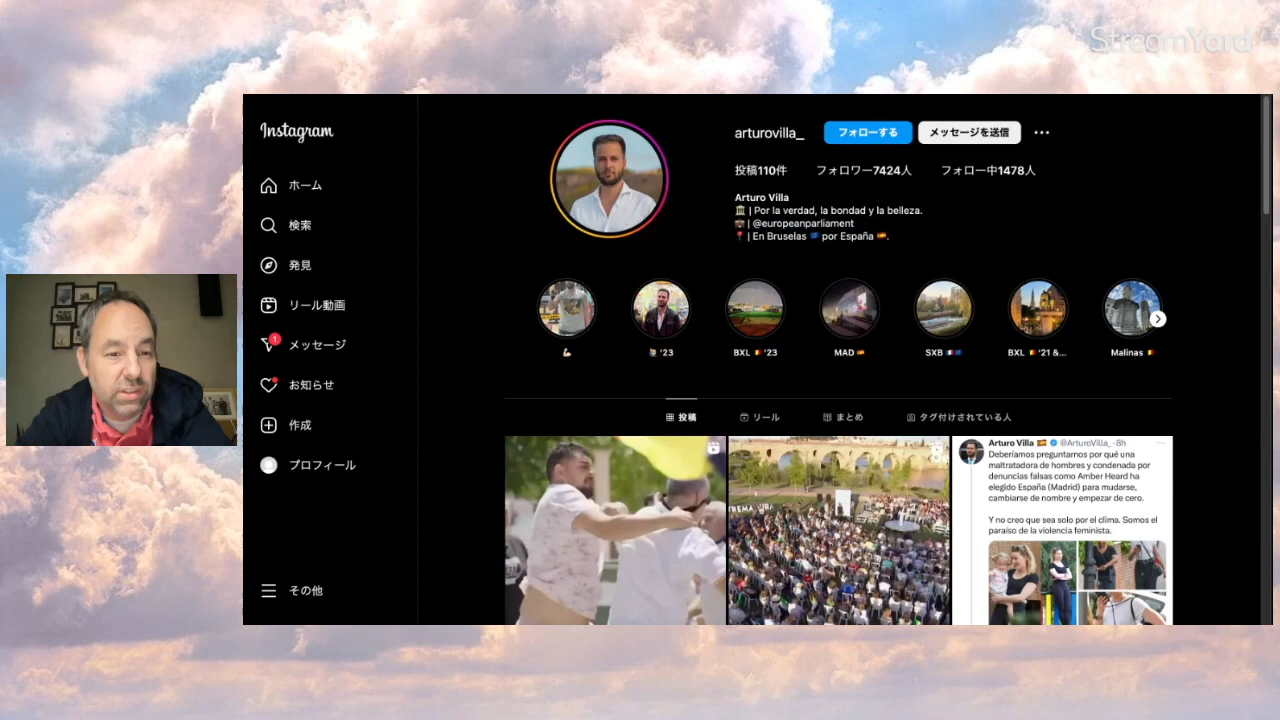 StreamYard
Instagram
ホーム
検索
発見
リール動画
1
メッセージ
お知らせ
作成
プロフィール
その他
arturovilla_
フォローする
メッセージを送信
投稿110件
フォロワー7424人
フォロー中1478人
Arturo Villa
🏛️ | Por la verdad, la bondad y la belleza.
💼 | @europeanparliament
📍 | En Bruselas 🇪🇺 por España 🇪🇸.
💪🏻
'23
BXL 🇧🇪 '23
MAD 🇪🇸
SXB 🇫🇷🇪🇺
BXL 🇧🇪 '21 &...
Malinas 🇧🇪
投稿
リール
まとめ
タグ付けされている人
Arturo Villa 🇪🇸 @ArturoVilla_ · 8h
Deberíamos preguntarnos por qué una
maltratadora de hombres y condenada por
denuncias falsas como Amber Heard ha
elegido España (Madrid) para mudarse,
cambiarse de nombre y empezar de cero.
Y no creo que sea solo por el clima. Somos el
paraíso de la violencia feminista.